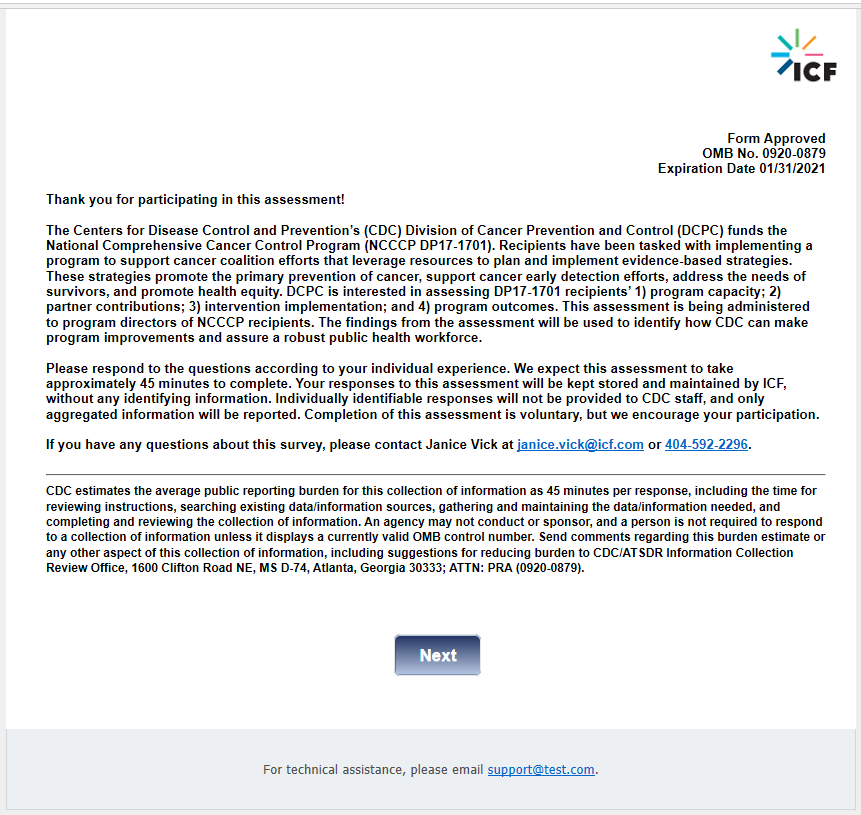 ICF
Form Approved
OMB No. 0920-0879
Expiration Date 01/31/2021
Thank you for participating in this assessment!
The Centers for Disease Control and Prevention's (CDC) Division of Cancer Prevention and Control (DCPC) funds the
National Comprehensive Cancer Control Program (NCCCP DP17-1701). Recipients have been tasked with implementing a
program to support cancer coalition efforts that leverage resources to plan and implement evidence-based strategies.
These strategies promote the primary prevention of cancer, support cancer early detection efforts, address the needs of
survivors, and promote health equity. DCPC is interested in assessing DP17-1701 recipients' 1) program capacity; 2)
partner contributions; 3) intervention implementation; and 4) program outcomes. This assessment is being administered
to program directors of NCCCP recipients. The findings from the assessment will be used to identify how CDC can make
program improvements and assure a robust public health workforce.
Please respond to the questions according to your individual experience. We expect this assessment to take
approximately 45 minutes to complete. Your responses to this assessment will be kept stored and maintained by ICF,
without any identifying information. Individually identifiable responses will not be provided to CDC staff, and only
aggregated information will be reported. Completion of this assessment is voluntary, but we encourage your participation.
If you have any questions about this survey, please contact Janice Vick at janice.vick@icf.com or 404-592-2296.
CDC estimates the average public reporting burden for this collection of information as 45 minutes per response, including the time for
reviewing instructions, searching existing data/information sources, gathering and maintaining the data/information needed, and
completing and reviewing the collection of information. An agency may not conduct or sponsor, and a person is not required to respond
to a collection of information unless it displays a currently valid OMB control number. Send comments regarding this burden estimate or
any other aspect of this collection of information, including suggestions for reducing burden to CDC/ATSDR Information Collection
Review Office, 1600 Clifton Road NE, MS D-74, Atlanta, Georgia 30333; ATTN: PRA (0920-0879).
Next
For technical assistance, please email support@test.com.